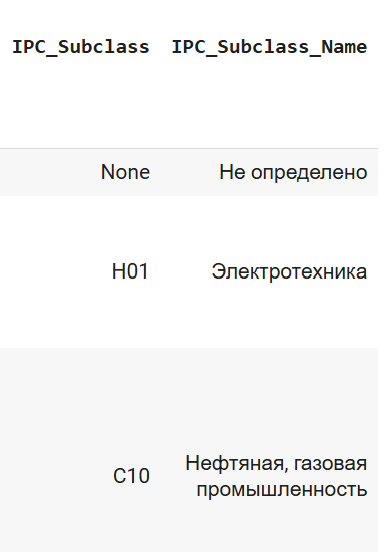 IPC_Subclass IPC_Subclass_Name
None Не определено
H01 Электротехника
C10 Нефтяная, газовая
промышленность